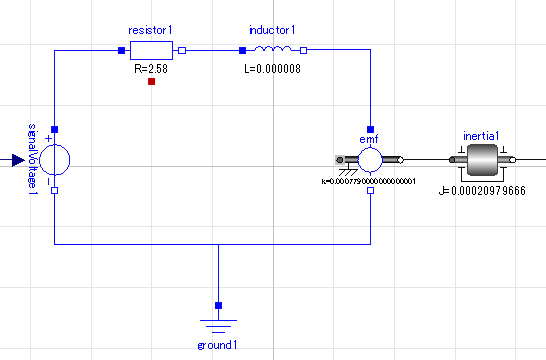 resistor1
inductor1
R=2.58
L=0.000008
signalVoltage1
+
-
emf
k=0.000779000000000001
inertia1
J=0.00020979666
ground1